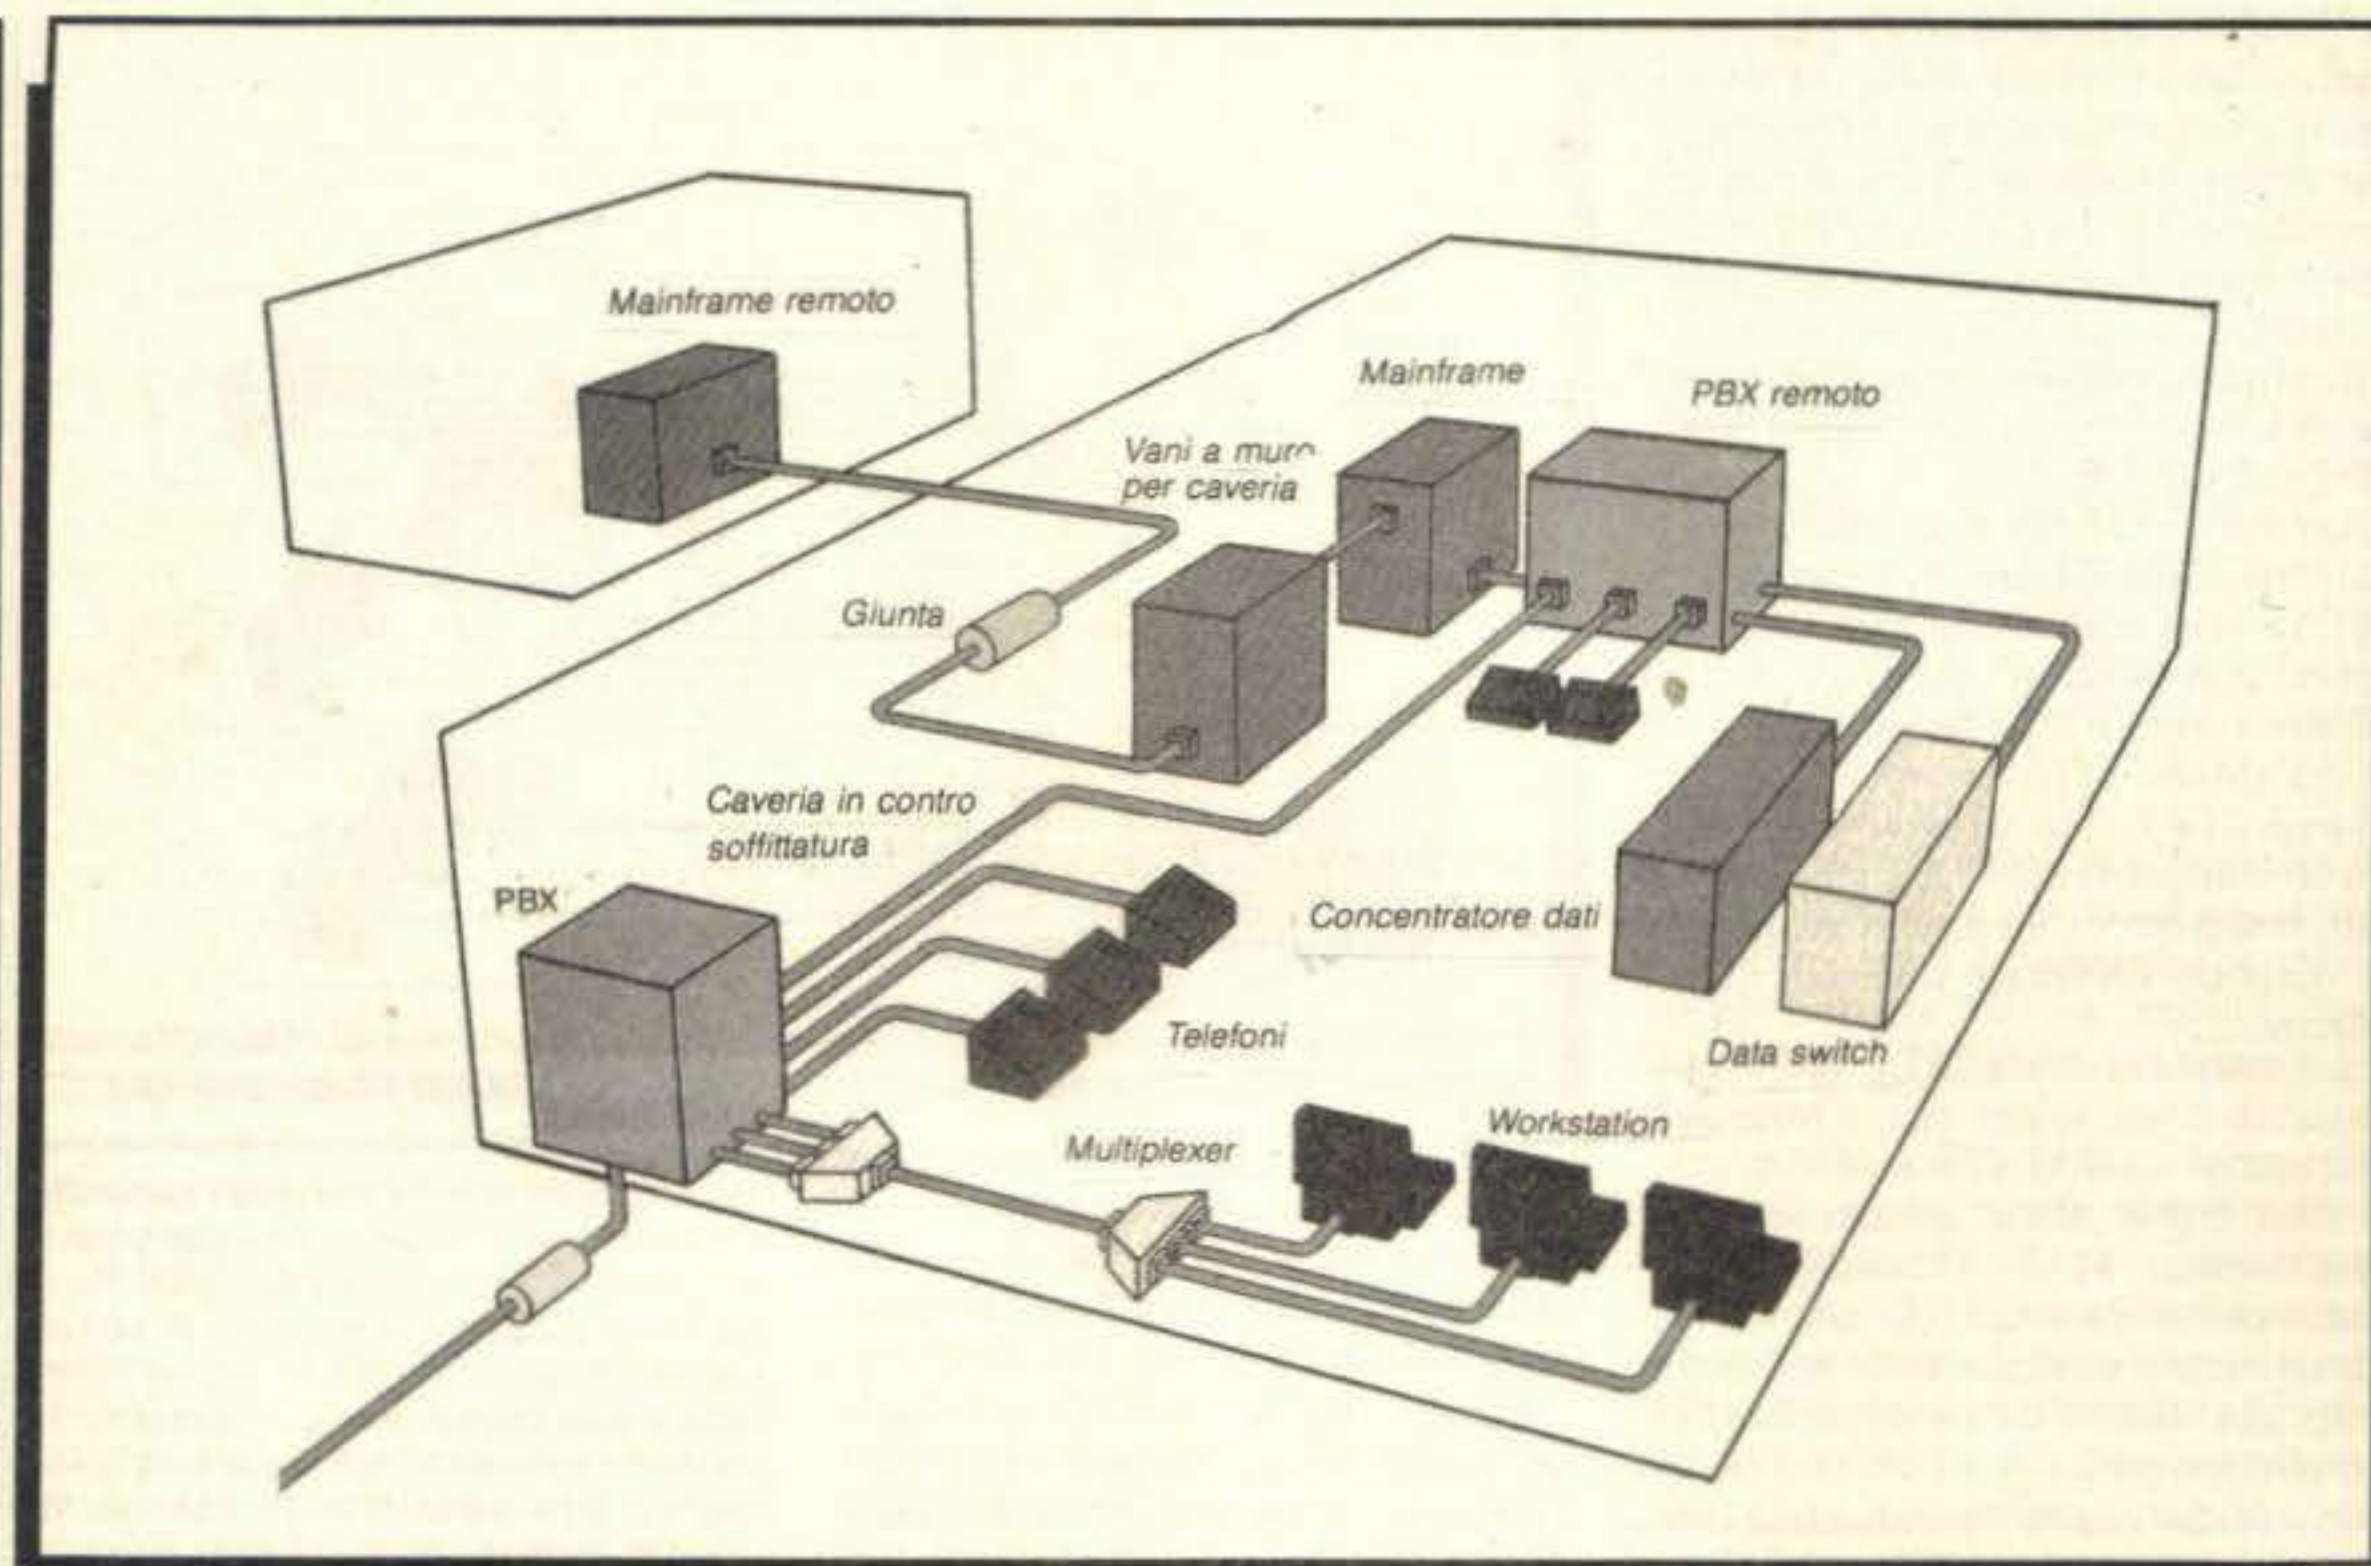 Mainframe remoto
Mainframe
PBX remoto
Vani a muro
per caveria
Giunta
Caveria in contro
soffittatura
PBX
Concentratore dati
Telefoni
Data switch
Multiplexer
Workstation